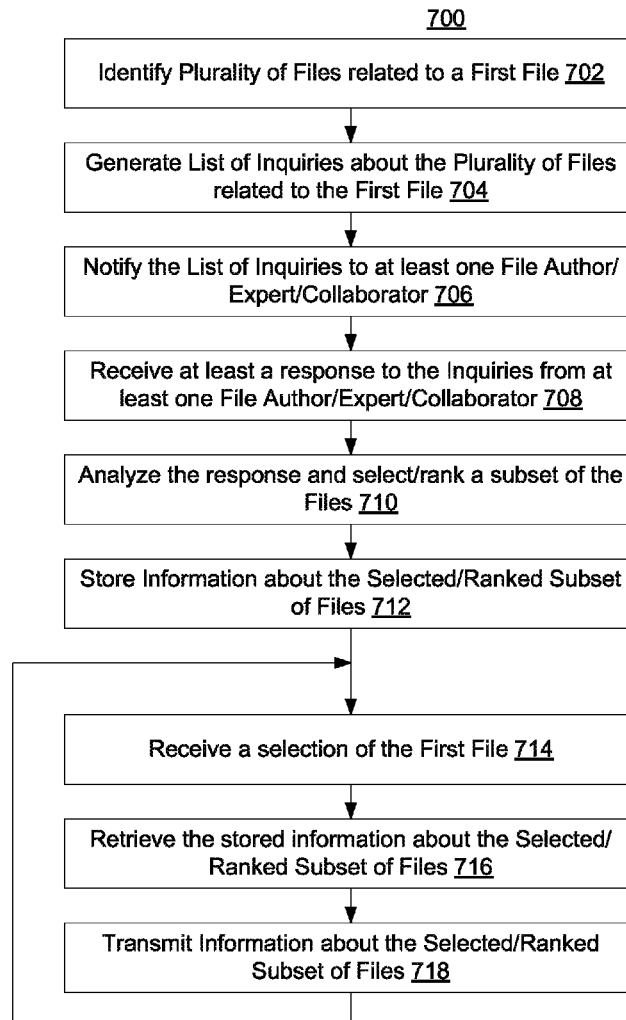 700
Identify Plurality of Files related to a First File 702
Generate List of Inquiries about the Plurality of Files
related to the First File 704
Notify the List of Inquiries to at least one File Author/
Expert/Collaborator 706
Receive at least a response to the Inquiries from at
least one File Author/Expert/Collaborator 708
Analyze the response and select/rank a subset of the
Files 710
Store Information about the Selected/Ranked Subset
of Files 712
Receive a selection of the First File 714
Retrieve the stored information about the Selected/
Ranked Subset of Files 716
Transmit Information about the Selected/Ranked
Subset of Files 718